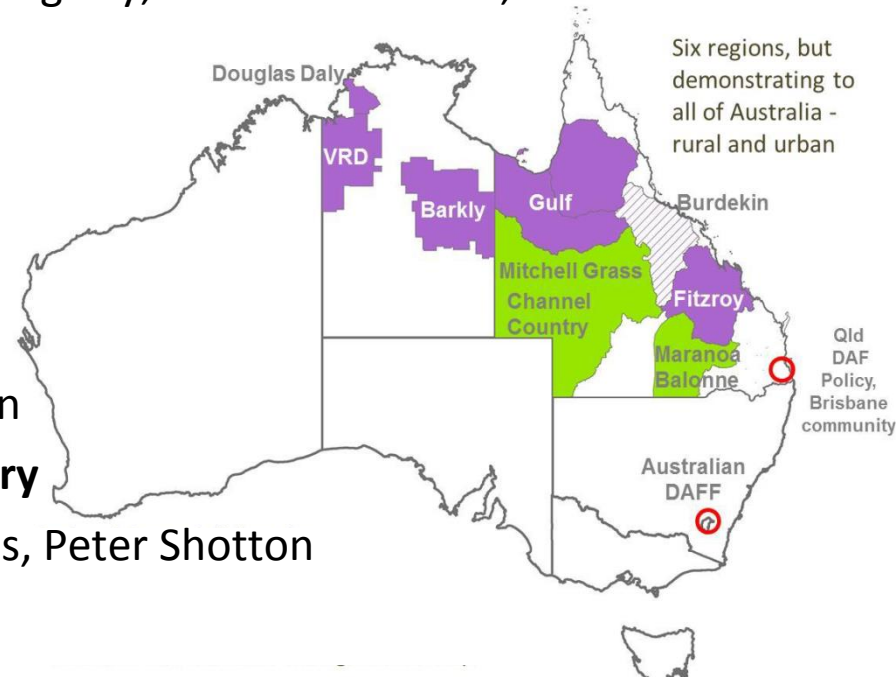 Six regions, but
demonstrating to
all of Australia -
rural and urban
Douglas Daly
VRD
Barkly
Gulf
Burdekin
Mitchell Grass
Channel
Country
Fitzroy
Maranoa
Balonne
Qld
DAF
Policy,
Brisbane
community
Australian
DAFF
n
ry
s, Peter Shotton